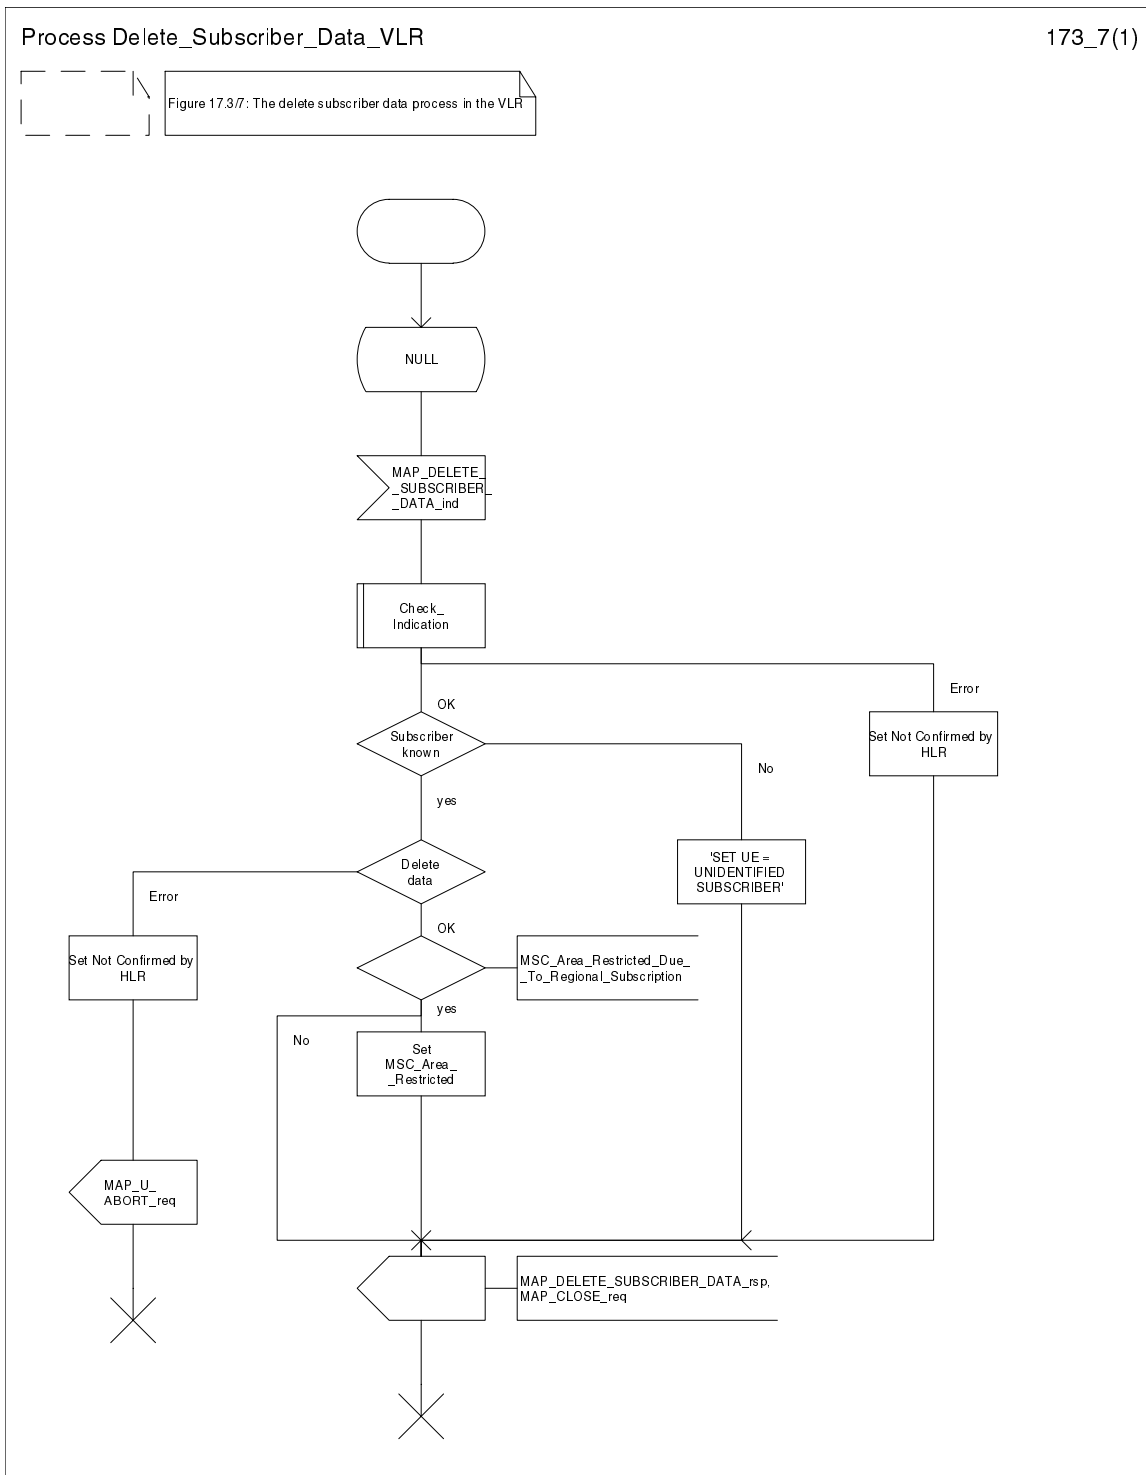 Process Delete_Subscriber_Data_VLR
173_7(1)
Figure 17.3/7: The delete subscriber data process in the VLR
NULL
MAP_DELETE_
_SUBSCRIBER_
_DATA_ind
Check_
Indication
Error
OK
Subscriber
known
Set Not Confirmed by
HLR
No
yes
Delete
data
'SET UE =
UNIDENTIFIED
SUBSCRIBER'
Error
OK
Set Not Confirmed by
HLR
MSC_Area_Restricted_Due_
_To_Regional_Subscription
yes
No
Set
MSC_Area_
_Restricted
MAP_U_
ABORT_req
MAP_DELETE_SUBSCRIBER_DATA_rsp,
MAP_CLOSE_req